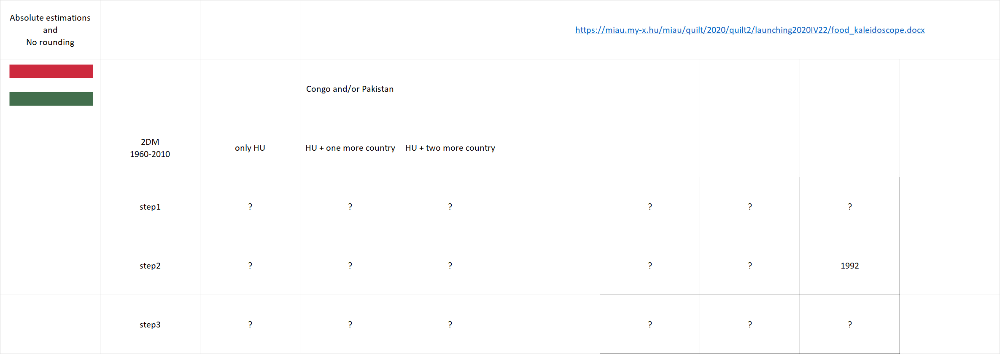 Absolute estimations
and
No rounding
https://miau.my-x.hu/miau/quilt/2020/quilt2/launching2020IV22/food_kaleidoscope.docx
Congo and/or Pakistan
2DM
1960-2010
only HU
HU + one more country
HU + two more country
step1
?
?
?
?
?
?
step2
?
?
?
?
?
1992
step3
?
?
?
?
?
?